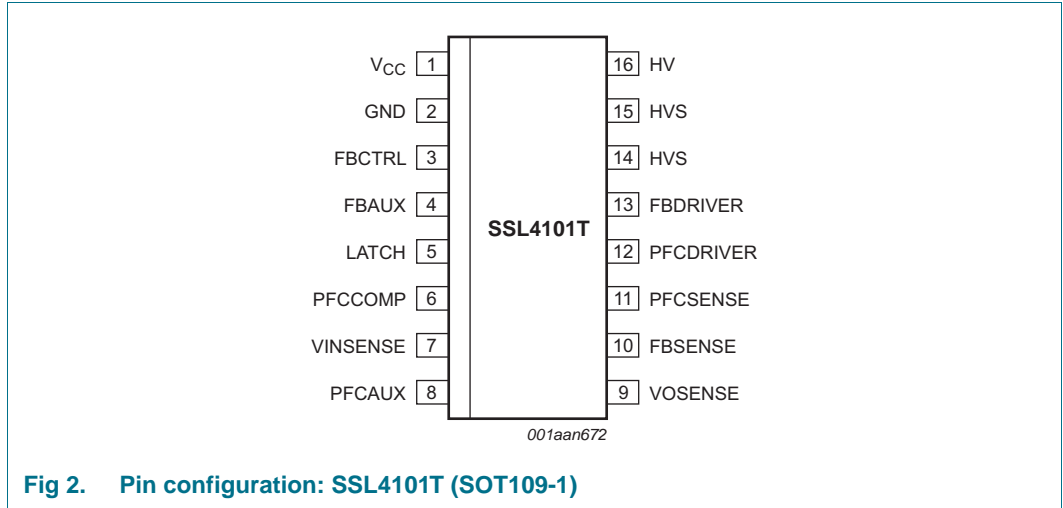 V_CC 1 16 HV
GND 2 15 HVS
FBCTRL 3 14 HVS
FBAUX 4 13 FBDRIVER
SSL4101T
LATCH 5 12 PFCDRIVER
PFCCOMP 6 11 PFCSENSE
VINSENSE 7 10 FBSENSE
PFCAUX 8 9 VOSENSE
001aan672
Fig 2. Pin configuration: SSL4101T (SOT109-1)